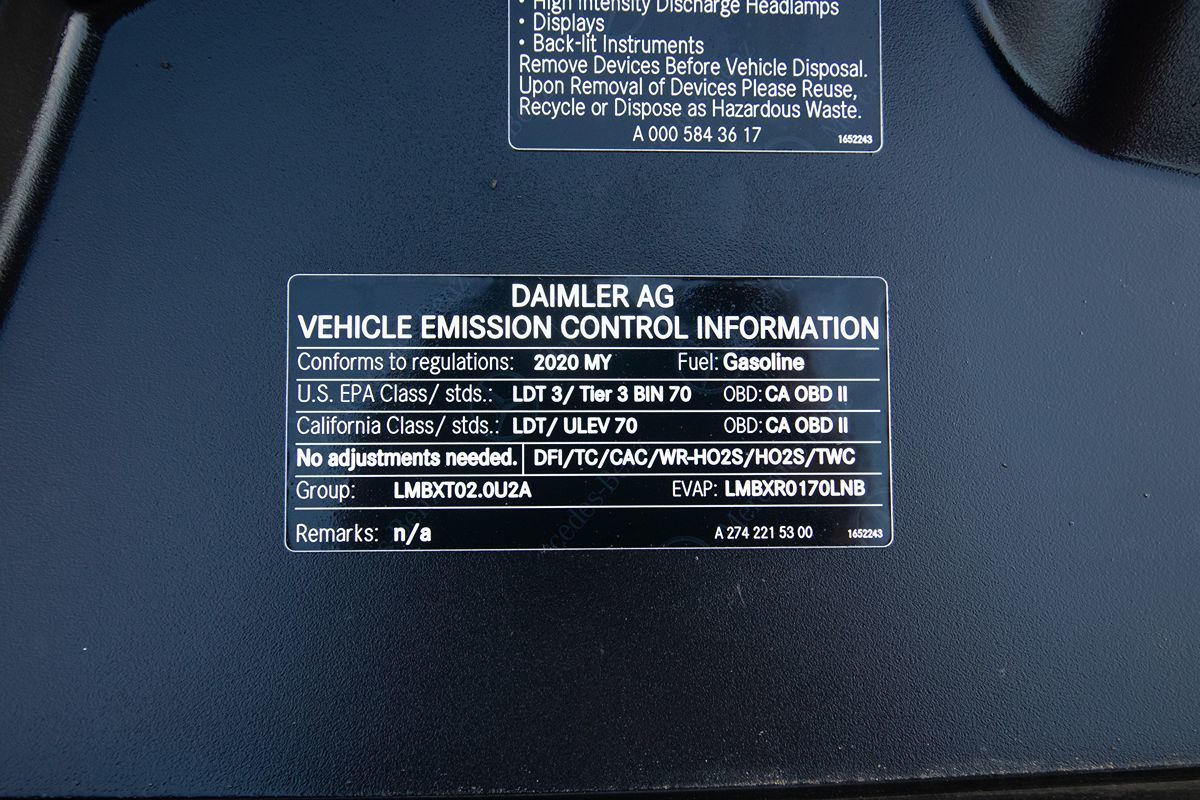 • High Intensity Discharge Headlamps
• Displays
• Back-lit Instruments
Remove Devices Before Vehicle Disposal.
Upon Removal of Devices Please Reuse,
Recycle or Dispose as Hazardous Waste.
A 000 584 36 17 1652243
DAIMLER AG
VEHICLE EMISSION CONTROL INFORMATION
Conforms to regulations: 2020 MY Fuel: Gasoline
U.S. EPA Class/ stds.: LDT 3/ Tier 3 BIN 70 OBD: CA OBD II
California Class/ stds.: LDT/ ULEV 70 OBD: CA OBD II
No adjustments needed. DFI/TC/CAC/WR-HO2S/HO2S/TWC
Group: LMBXT02.0U2A EVAP: LMBXR0170LNB
Remarks: n/a A 274 221 53 00 1652243